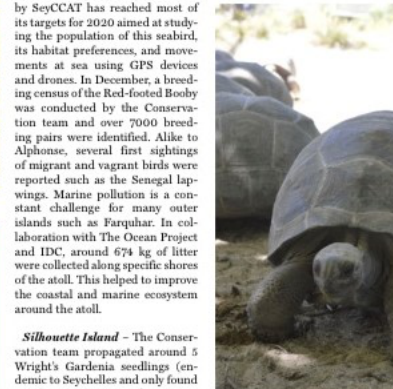 by SeyCCAT has reached most of
its targets for 2020 aimed at study-
ing the population of this seabird,
its habitat preferences, and move-
ments at sea using GPS devices
and drones. In December, a breed-
ing census of the Red-footed Booby
was conducted by the Conserva-
tion team and over 7000 breed-
ing pairs were identified. Alike to
Alphonse, several first sightings
of migrant and vagrant birds were
reported such as the Senegal lap-
wings. Marine pollution is a con-
stant challenge for many outer
islands such as Farquhar. In col-
laboration with The Ocean Project
and IDC, around 674 kg of litter
were collected along specific shores
of the atoll. This helped to improve
the coastal and marine ecosystem
around the atoll.
Silhouette Island – The Conser-
vation team propagated around 5
Wright's Gardenia seedlings (en-
demic to Seychelles and only found